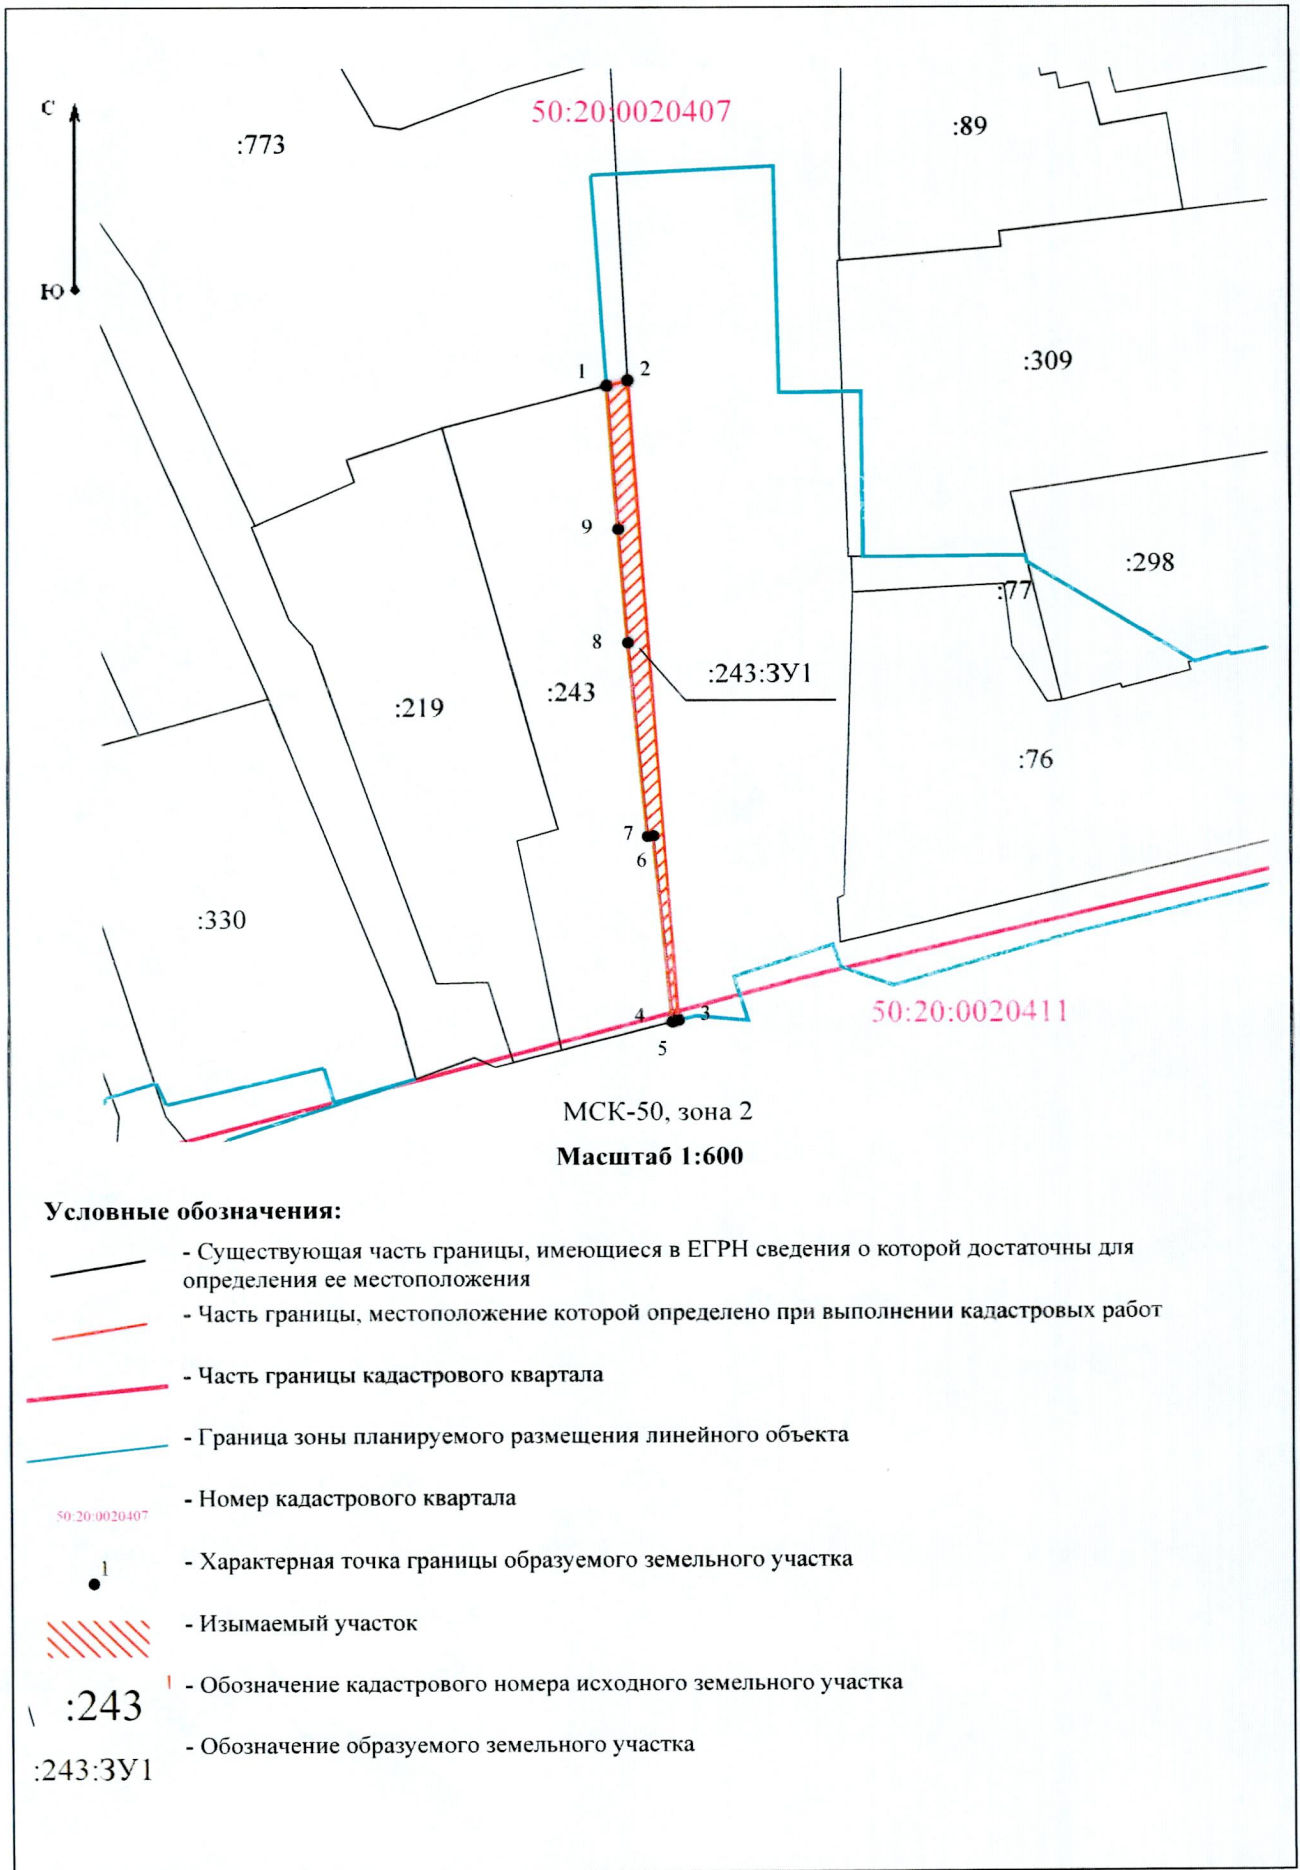 С
50:20:0020407
:89
:773
Ю
:309
1
2
9
:298
:77
8
:243:ЗУ1
:243
:219
:76
7
6
:330
4
3
50:20:0020411
5
МСК-50, зона 2
Масштаб 1:600
Условные обозначения:
- Существующая часть границы, имеющиеся в ЕГРН сведения о которой достаточны для
определения ее местоположения
- Часть границы, местоположение которой определено при выполнении кадастровых работ
- Часть границы кадастрового квартала
- Граница зоны планируемого размещения линейного объекта
- Номер кадастрового квартала
50:20:0020407
- Характерная точка границы образуемого земельного участка
1
- Изымаемый участок
- Обозначение кадастрового номера исходного земельного участка
:243
- Обозначение образуемого земельного участка
:243:ЗУ1